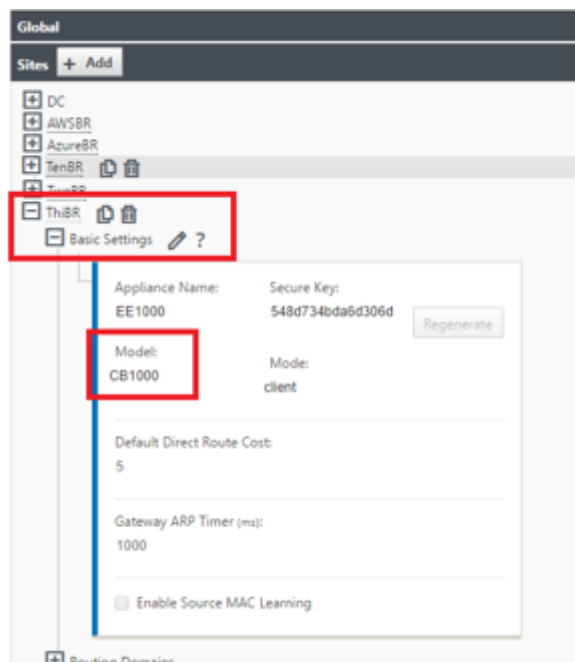 Global
Sites + Add
DC
AWSBR
AzureBR
TenBR
TwoBR
ThiBR
Basic Settings ?
Appliance Name: Secure Key:
EE1000 548d734bda6d306d
Regenerate
Model: Mode:
CB1000 client
Default Direct Route Cost:
5
Gateway ARP Timer (ms):
1000
Enable Source MAC Learning
Routing Domains